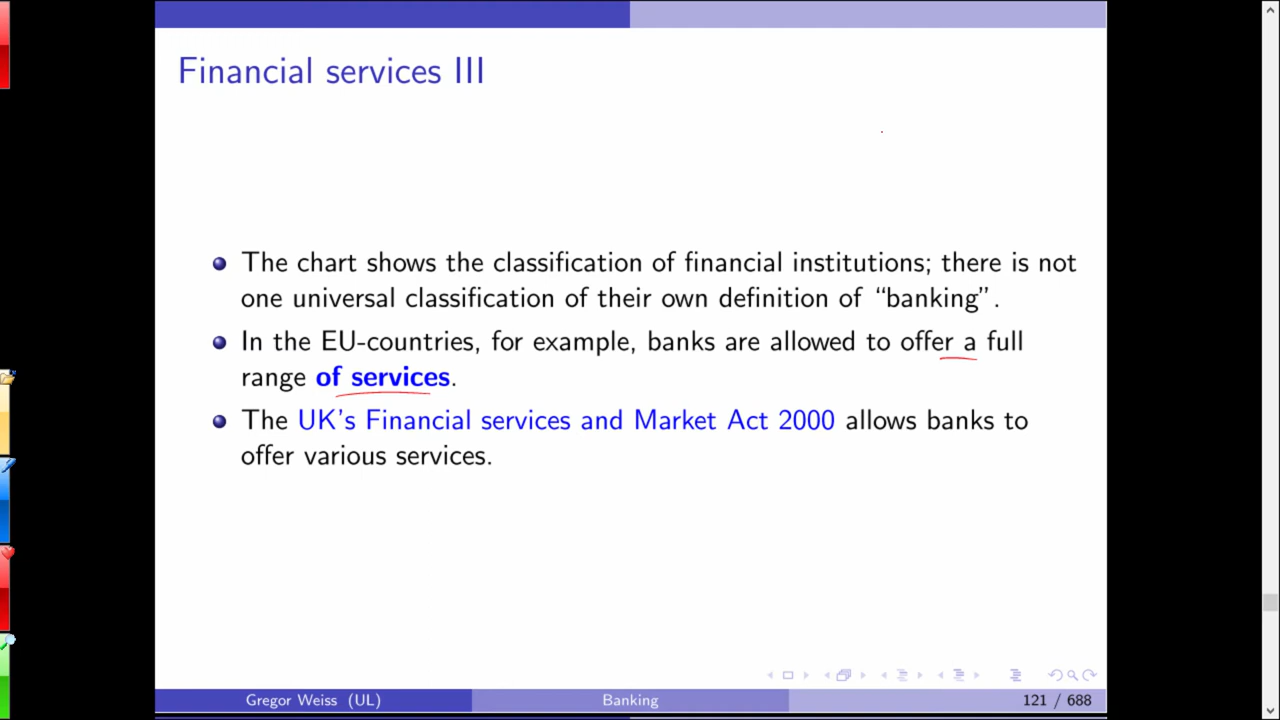 Financial services III
The chart shows the classification of financial institutions; there is not
one universal classification of their own definition of “banking”.
In the EU-countries, for example, banks are allowed to offer a full
range of services.
The UK's Financial services and Market Act 2000 allows banks to
offer various services.
Gregor Weiss (UL) Banking 121 / 688